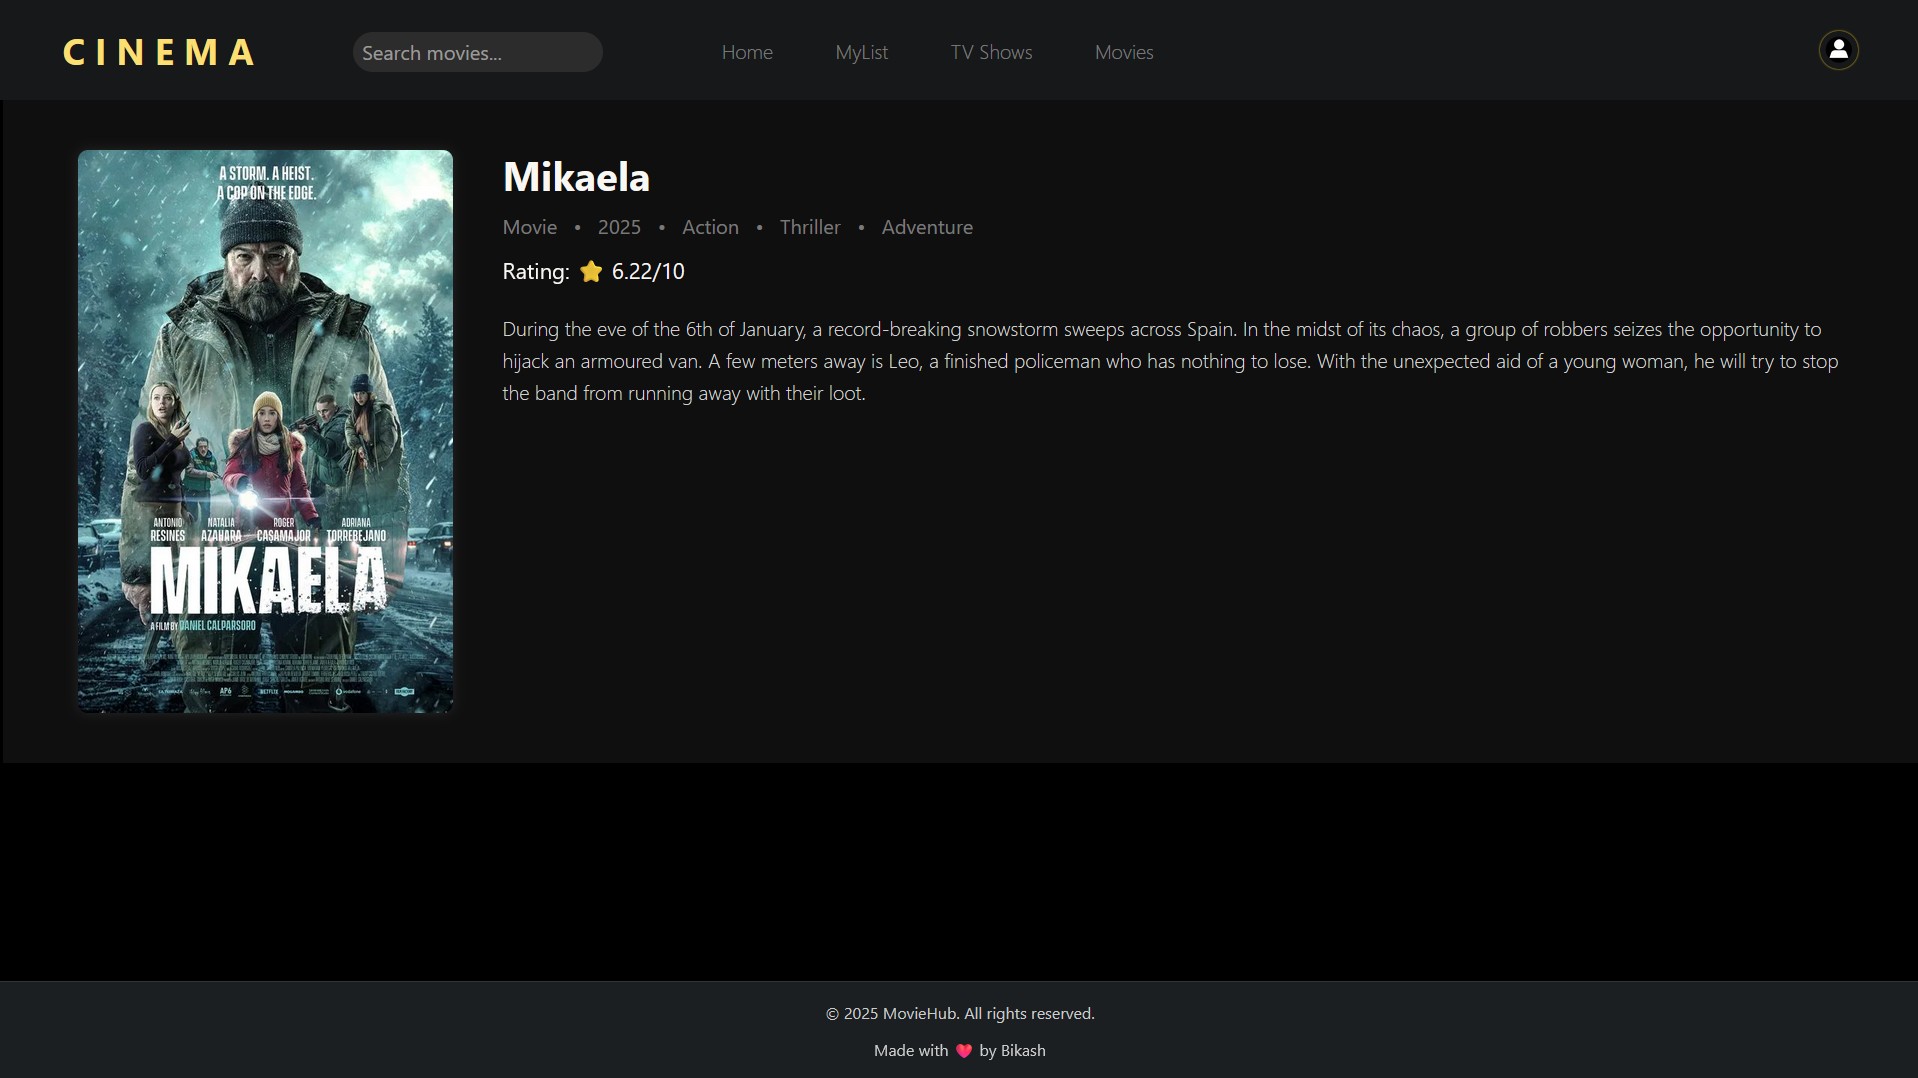 CINEMA
Search movies...
Home
MyList
TV Shows
Movies
A STORM. A HEIST.
A COP ON THE EDGE.
ANTONIO RESINES
NATALIA AZAHARA
ROGER CASAMAJOR
ADRIANA TORREBEJANO
MIKAELA
A FILM BY DANIEL CALPARSORO
AP6
NETFLIX
vodafone
Mikaela
Movie • 2025 • Action • Thriller • Adventure
Rating: ⭐ 6.22/10
During the eve of the 6th of January, a record-breaking snowstorm sweeps across Spain. In the midst of its chaos, a group of robbers seizes the opportunity to
hijack an armoured van. A few meters away is Leo, a finished policeman who has nothing to lose. With the unexpected aid of a young woman, he will try to stop
the band from running away with their loot.
© 2025 MovieHub. All rights reserved.
Made with ❤️ by Bikash